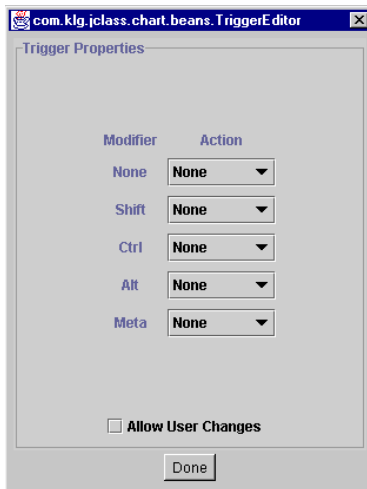 com.klg.jclass.chart.beans.TriggerEditor
Trigger Properties
Modifier Action
None None
Shift None
Ctrl None
Alt None
Meta None
Allow User Changes
Done